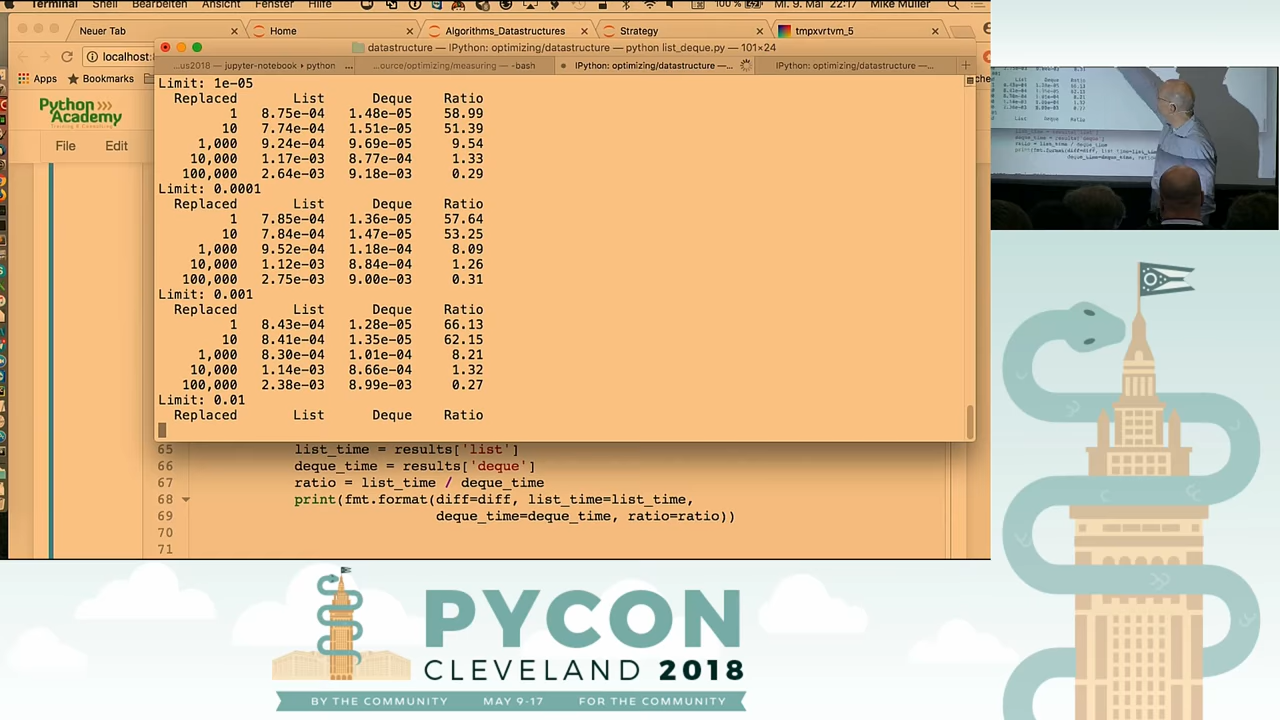 Terminal Shell Bearbeiten Ansicht Fenster Hilfe 100 % Mi. 9. Mai 22:17 Mike Müller
Neuer Tab Home Algorithms_Datastructures Strategy tmpxvrtvm_5
datastructure — IPython: optimizing/datastructure — python list_deque.py — 101×24
localhost:
...us2018 — jupyter-notebook ▸ python ... ...ource/optimizing/measuring — -bash IPython: optimizing/datastructure —... IPython: optimizing/datastructure —...
Apps Bookmarks
Python
Academy
Training & Consulting
File Edit
Limit: 1e-05
Replaced List Deque Ratio
1 8.75e-04 1.48e-05 58.99
10 7.74e-04 1.51e-05 51.39
1,000 9.24e-04 9.69e-05 9.54
10,000 1.17e-03 8.77e-04 1.33
100,000 2.64e-03 9.18e-03 0.29
Limit: 0.0001
Replaced List Deque Ratio
1 7.85e-04 1.36e-05 57.64
10 7.84e-04 1.47e-05 53.25
1,000 9.52e-04 1.18e-04 8.09
10,000 1.12e-03 8.84e-04 1.26
100,000 2.75e-03 9.00e-03 0.31
Limit: 0.001
Replaced List Deque Ratio
1 8.43e-04 1.28e-05 66.13
10 8.41e-04 1.35e-05 62.15
1,000 8.30e-04 1.01e-04 8.21
10,000 1.14e-03 8.66e-04 1.32
100,000 2.38e-03 8.99e-03 0.27
Limit: 0.01
Replaced List Deque Ratio
65 list_time = results['list']
66 deque_time = results['deque']
67 ratio = list_time / deque_time
68 print(fmt.format(diff=diff, list_time=list_time,
69 deque_time=deque_time, ratio=ratio))
70
71
PYCON
CLEVELAND 2018
BY THE COMMUNITY MAY 9-17 FOR THE COMMUNITY